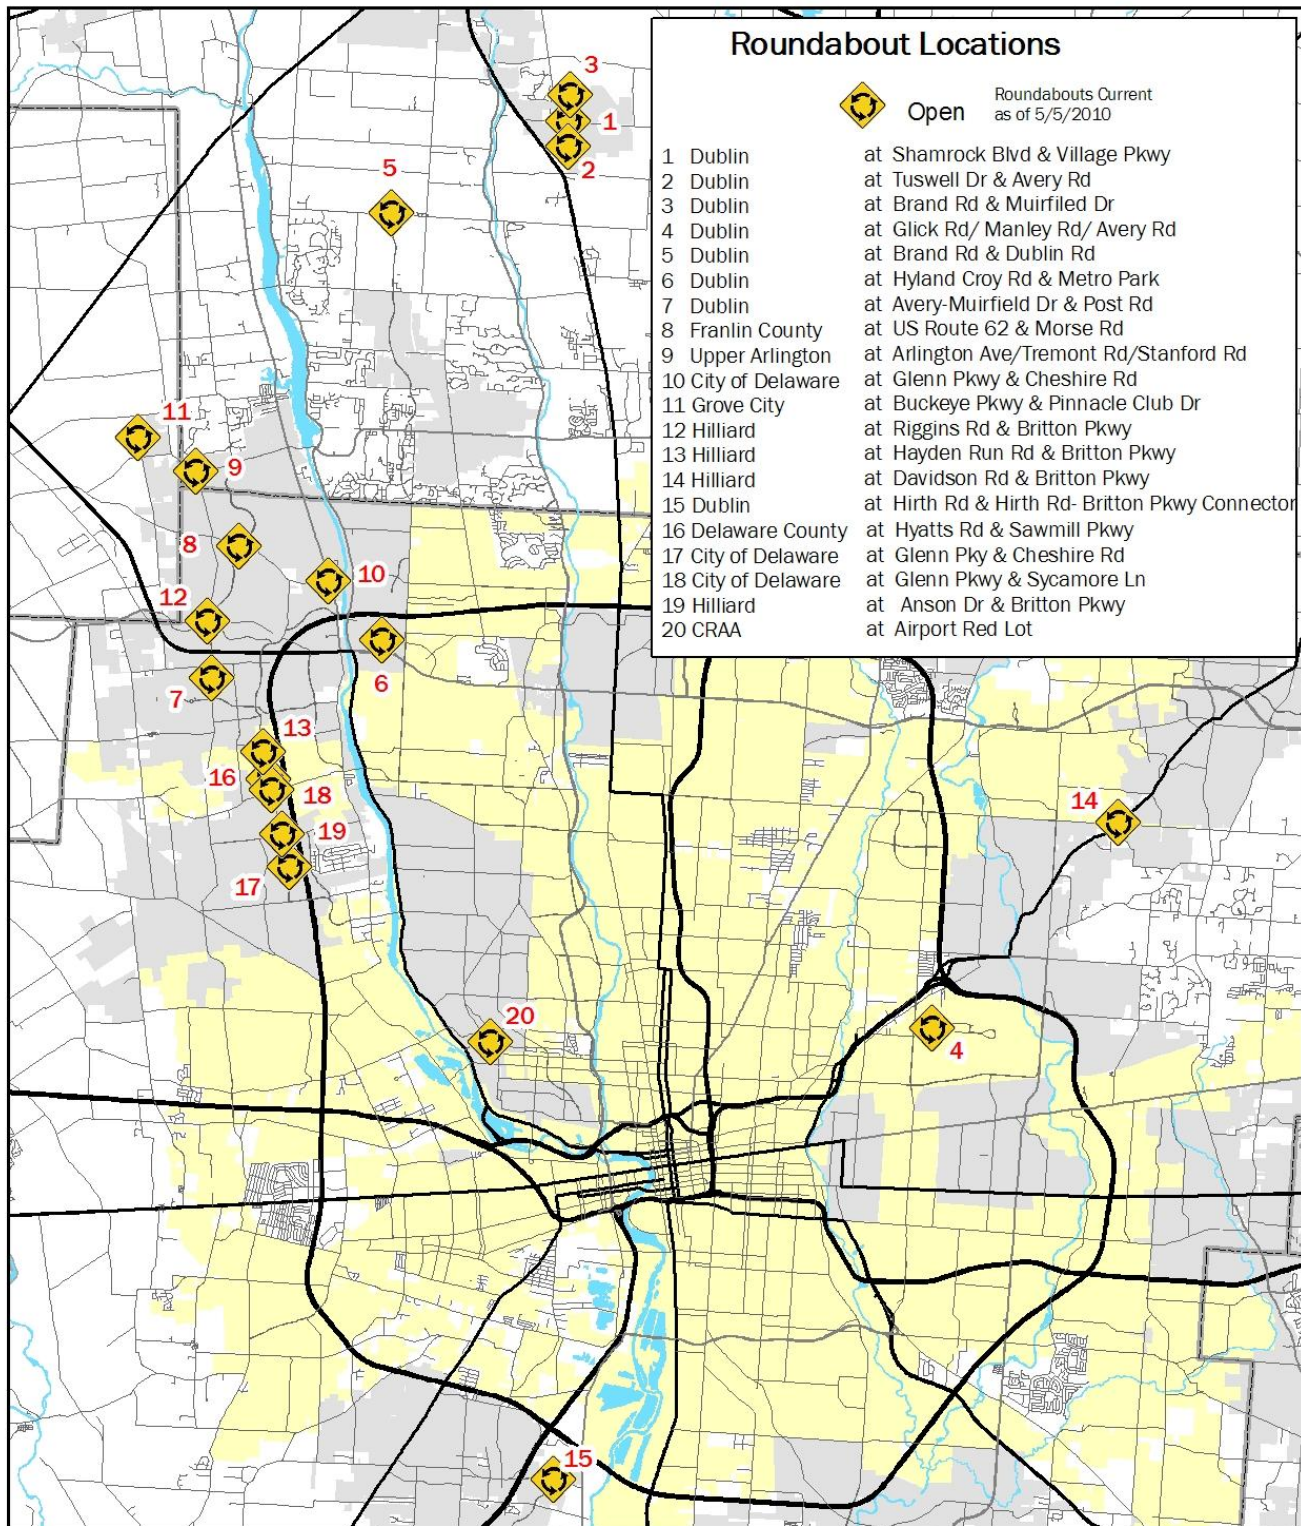 Roundabout Locations
Open
Roundabouts Current
as of 5/5/2010
1 Dublin at Shamrock Blvd & Village Pkwy
2 Dublin at Tuswell Dr & Avery Rd
3 Dublin at Brand Rd & Muirfiled Dr
4 Dublin at Glick Rd/ Manley Rd/ Avery Rd
5 Dublin at Brand Rd & Dublin Rd
6 Dublin at Hyland Croy Rd & Metro Park
7 Dublin at Avery-Muirfield Dr & Post Rd
8 Franlin County at US Route 62 & Morse Rd
9 Upper Arlington at Arlington Ave/Tremont Rd/Stanford Rd
10 City of Delaware at Glenn Pkwy & Cheshire Rd
11 Grove City at Buckeye Pkwy & Pinnacle Club Dr
12 Hilliard at Riggins Rd & Britton Pkwy
13 Hilliard at Hayden Run Rd & Britton Pkwy
14 Hilliard at Davidson Rd & Britton Pkwy
15 Dublin at Hirth Rd & Hirth Rd- Britton Pkwy Connector
16 Delaware County at Hyatts Rd & Sawmill Pkwy
17 City of Delaware at Glenn Pky & Cheshire Rd
18 City of Delaware at Glenn Pkwy & Sycamore Ln
19 Hilliard at Anson Dr & Britton Pkwy
20 CRAA at Airport Red Lot
3
1
2
5
11
9
8
10
12
6
7
13
16
18
14
19
17
20
4
15